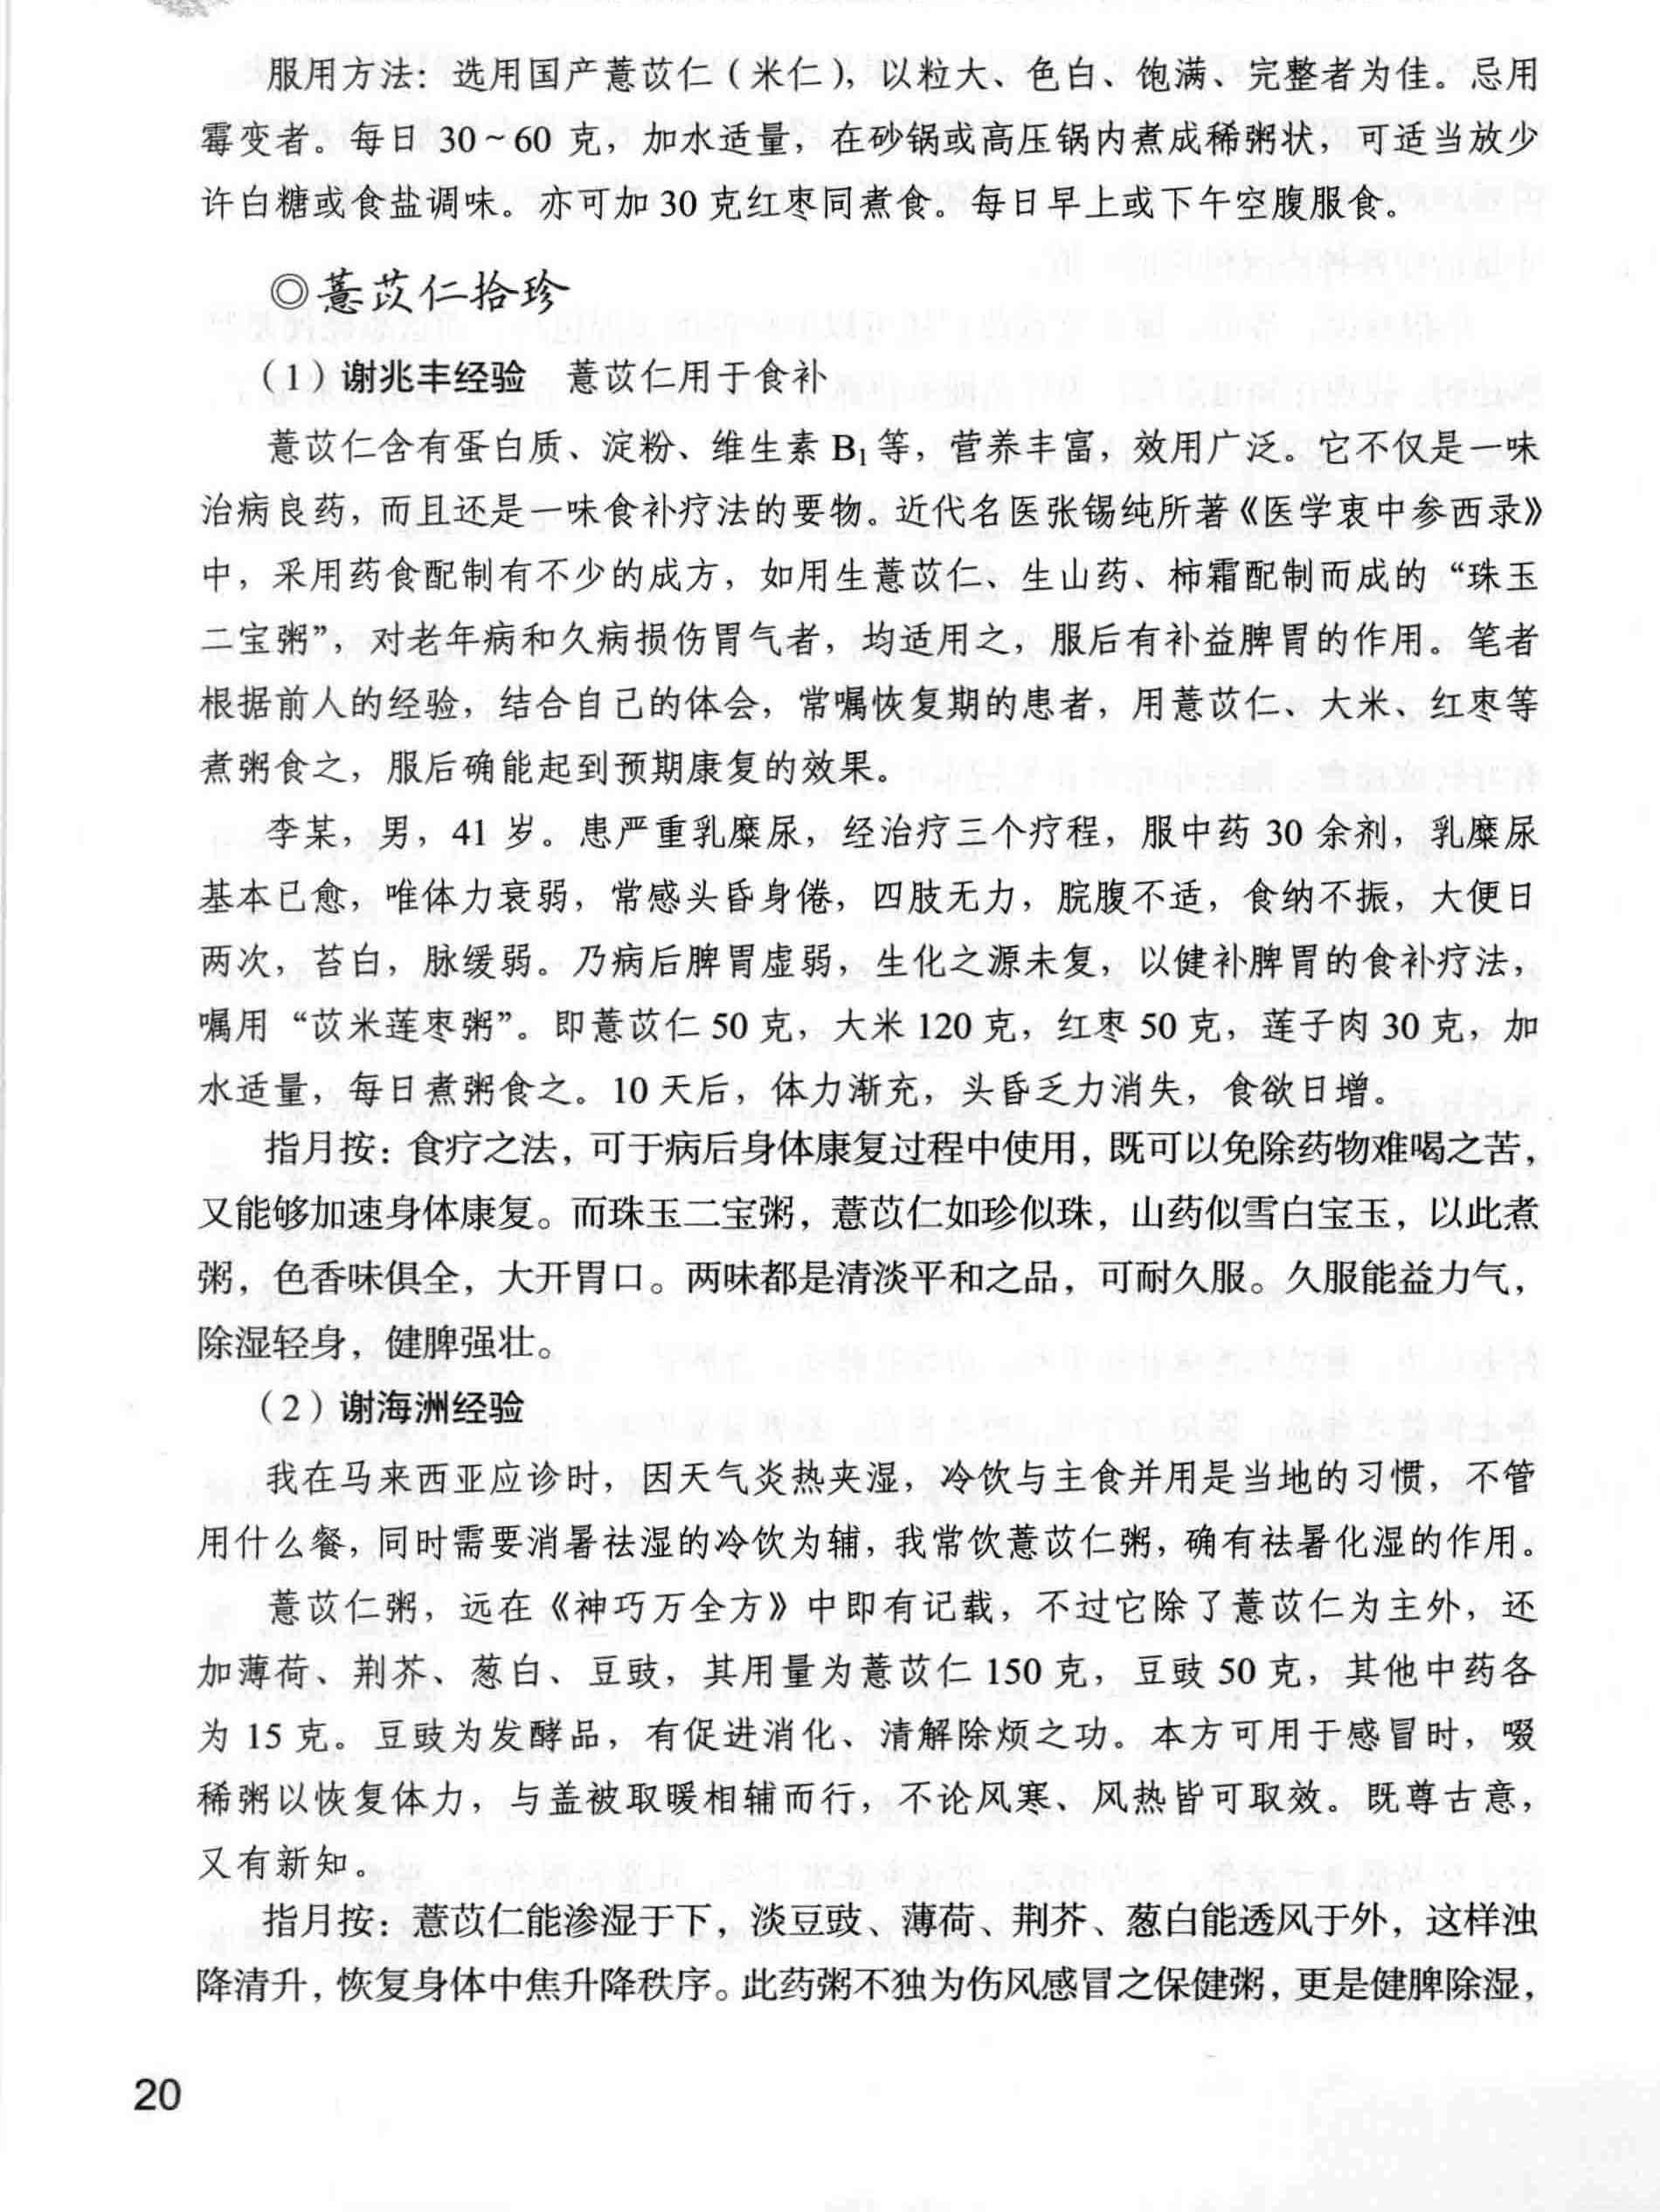 服用方法：选用国产薏苡仁（米仁），以粒大、色白、饱满、完整者为佳。忌用
霉变者。每日 30～60 克，加水适量，在砂锅或高压锅内煮成稀粥状，可适当放少
许白糖或食盐调味。亦可加 30 克红枣同煮食。每日早上或下午空腹服食。
◎薏苡仁拾珍
（1）谢兆丰经验　薏苡仁用于食补
薏苡仁含有蛋白质、淀粉、维生素 B₁ 等，营养丰富，效用广泛。它不仅是一味
治病良药，而且还是一味食补疗法的要物。近代名医张锡纯所著《医学衷中参西录》
中，采用药食配制有不少的成方，如用生薏苡仁、生山药、柿霜配制而成的“珠玉
二宝粥”，对老年病和久病损伤胃气者，均适用之，服后有补益脾胃的作用。笔者
根据前人的经验，结合自己的体会，常嘱恢复期的患者，用薏苡仁、大米、红枣等
煮粥食之，服后确能起到预期康复的效果。
李某，男，41 岁。患严重乳糜尿，经治疗三个疗程，服中药 30 余剂，乳糜尿
基本已愈，唯体力衰弱，常感头昏身倦，四肢无力，脘腹不适，食纳不振，大便日
两次，苔白，脉缓弱。乃病后脾胃虚弱，生化之源未复，以健补脾胃的食补疗法，
嘱用“苡米莲枣粥”。即薏苡仁 50 克，大米 120 克，红枣 50 克，莲子肉 30 克，加
水适量，每日煮粥食之。10 天后，体力渐充，头昏乏力消失，食欲日增。
指月按：食疗之法，可于病后身体康复过程中使用，既可以免除药物难喝之苦，
又能够加速身体康复。而珠玉二宝粥，薏苡仁如珍似珠，山药似雪白宝玉，以此煮
粥，色香味俱全，大开胃口。两味都是清淡平和之品，可耐久服。久服能益力气，
除湿轻身，健脾强壮。
（2）谢海洲经验
我在马来西亚应诊时，因天气炎热夹湿，冷饮与主食并用是当地的习惯，不管
用什么餐，同时需要消暑祛湿的冷饮为辅，我常饮薏苡仁粥，确有祛暑化湿的作用。
薏苡仁粥，远在《神巧万全方》中即有记载，不过它除了薏苡仁为主外，还
加薄荷、荆芥、葱白、豆豉，其用量为薏苡仁 150 克，豆豉 50 克，其他中药各
为 15 克。豆豉为发酵品，有促进消化、清解除烦之功。本方可用于感冒时，啜
稀粥以恢复体力，与盖被取暖相辅而行，不论风寒、风热皆可取效。既尊古意，
又有新知。
指月按：薏苡仁能渗湿于下，淡豆豉、薄荷、荆芥、葱白能透风于外，这样浊
降清升，恢复身体中焦升降秩序。此药粥不独为伤风感冒之保健粥，更是健脾除湿，
20